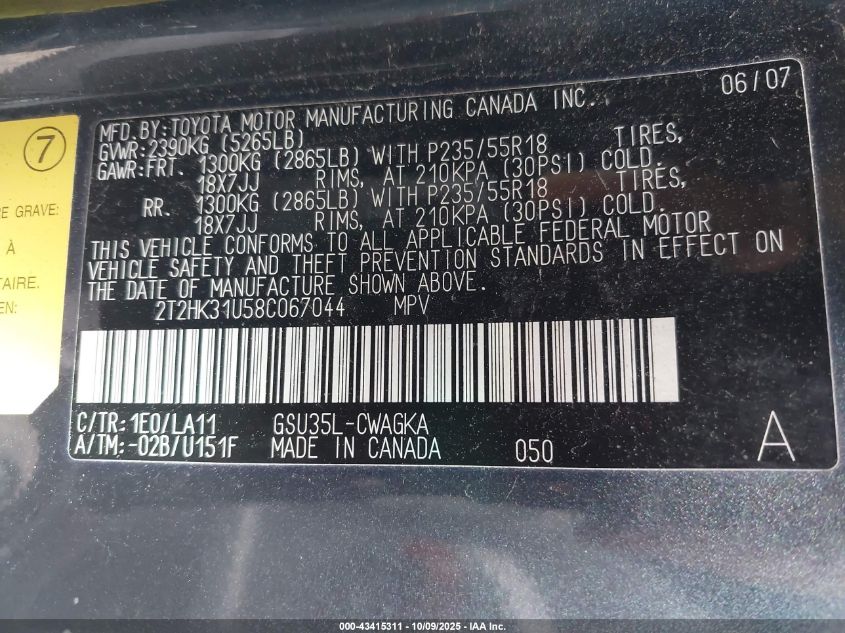 06/07
MFD.BY:TOYOTA MOTOR MANUFACTURING CANADA INC.
GVWR:2390KG (5265LB)
GAWR:FRT. 1300KG (2865LB) WITH P235/55R18 TIRES,
18X7JJ RIMS, AT 210KPA (30PSI) COLD.
RR. 1300KG (2865LB) WITH P235/55R18 TIRES,
18X7JJ RIMS, AT 210KPA (30PSI) COLD.
THIS VEHICLE CONFORMS TO ALL APPLICABLE FEDERAL MOTOR
VEHICLE SAFETY AND THEFT PREVENTION STANDARDS IN EFFECT ON
THE DATE OF MANUFACTURE SHOWN ABOVE.
2T2HK31U58C067044 MPV
C/TR:1E0/LA11 GSU35L-CWAGKA
A/TM:-02B/U151F MADE IN CANADA 050 A
7
GRAVE:
À
000-43415311 - 10/09/2025 - IAA Inc.